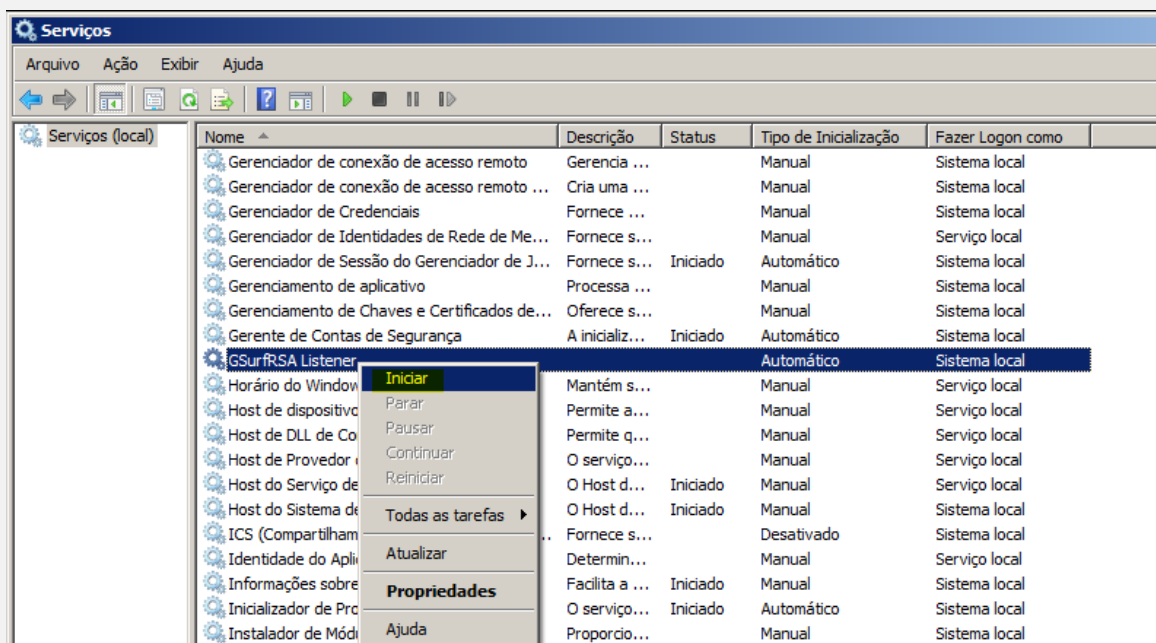 Serviços
Arquivo Ação Exibir Ajuda
Serviços (local)
Nome Descrição Status Tipo de Inicialização Fazer Logon como
Gerenciador de conexão de acesso remoto Gerencia ... Manual Sistema local
Gerenciador de conexão de acesso remoto ... Cria uma ... Manual Sistema local
Gerenciador de Credenciais Fornece ... Manual Sistema local
Gerenciador de Identidades de Rede de Me... Fornece s... Manual Serviço local
Gerenciador de Sessão do Gerenciador de J... Fornece s... Iniciado Automático Sistema local
Gerenciamento de aplicativo Processa ... Manual Sistema local
Gerenciamento de Chaves e Certificados de... Oferece s... Manual Sistema local
Gerente de Contas de Segurança A inicializ... Iniciado Automático Sistema local
GSurfRSA Listener Automático Sistema local
Horário do Window Mantém s... Manual Serviço local
Host de dispositivo Permite a... Manual Serviço local
Host de DLL de Co Permite q... Manual Serviço local
Host de Provedor O serviço... Manual Serviço local
Host do Serviço de O Host d... Iniciado Manual Serviço local
Host do Sistema de O Host d... Iniciado Manual Sistema local
ICS (Compartilham .. Fornece s... Desativado Sistema local
Identidade do Apli Determin... Manual Serviço local
Informações sobre Facilita a ... Iniciado Manual Sistema local
Inicializador de Pro O serviço... Iniciado Automático Sistema local
Instalador de Módu Proporcio... Manual Sistema local
Iniciar
Parar
Pausar
Continuar
Reiniciar
Todas as tarefas
Atualizar
Propriedades
Ajuda